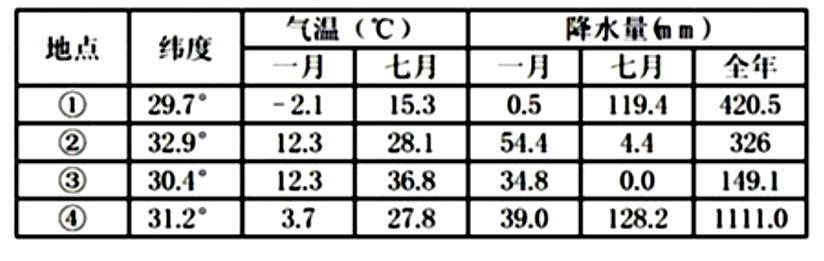 地点 纬度 气温(℃) 降水量(mm)
一月 七月 一月 七月 全年
① 29.7° -2.1 15.3 0.5 119.4 420.5
② 32.9° 12.3 28.1 54.4 4.4 326
③ 30.4° 12.3 36.8 34.8 0.0 149.1
④ 31.2° 3.7 27.8 39.0 128.2 1111.0